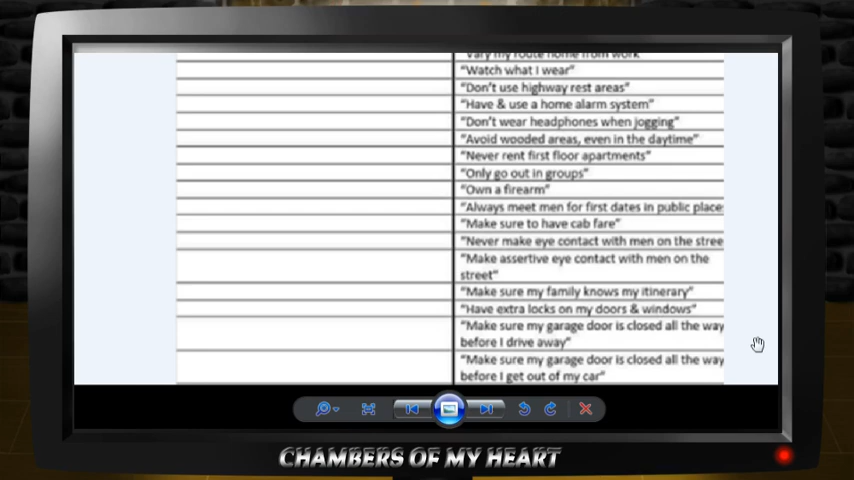 "Vary my route home from work
"Watch what I wear"
"Don't use highway rest areas"
"Have & use a home alarm system"
"Don't wear headphones when jogging"
"Avoid wooded areas, even in the daytime"
"Never rent first floor apartments"
"Only go out in groups"
"Own a firearm"
"Always meet men for first dates in public place
"Make sure to have cab fare"
"Never make eye contact with men on the stree
"Make assertive eye contact with men on the
street"
"Make sure my family knows my itinerary"
"Have extra locks on my doors & windows"
"Make sure my garage door is closed all the way
before I drive away"
"Make sure my garage door is closed all the way
before I get out of my car"
CHAMBERS OF MY HEART